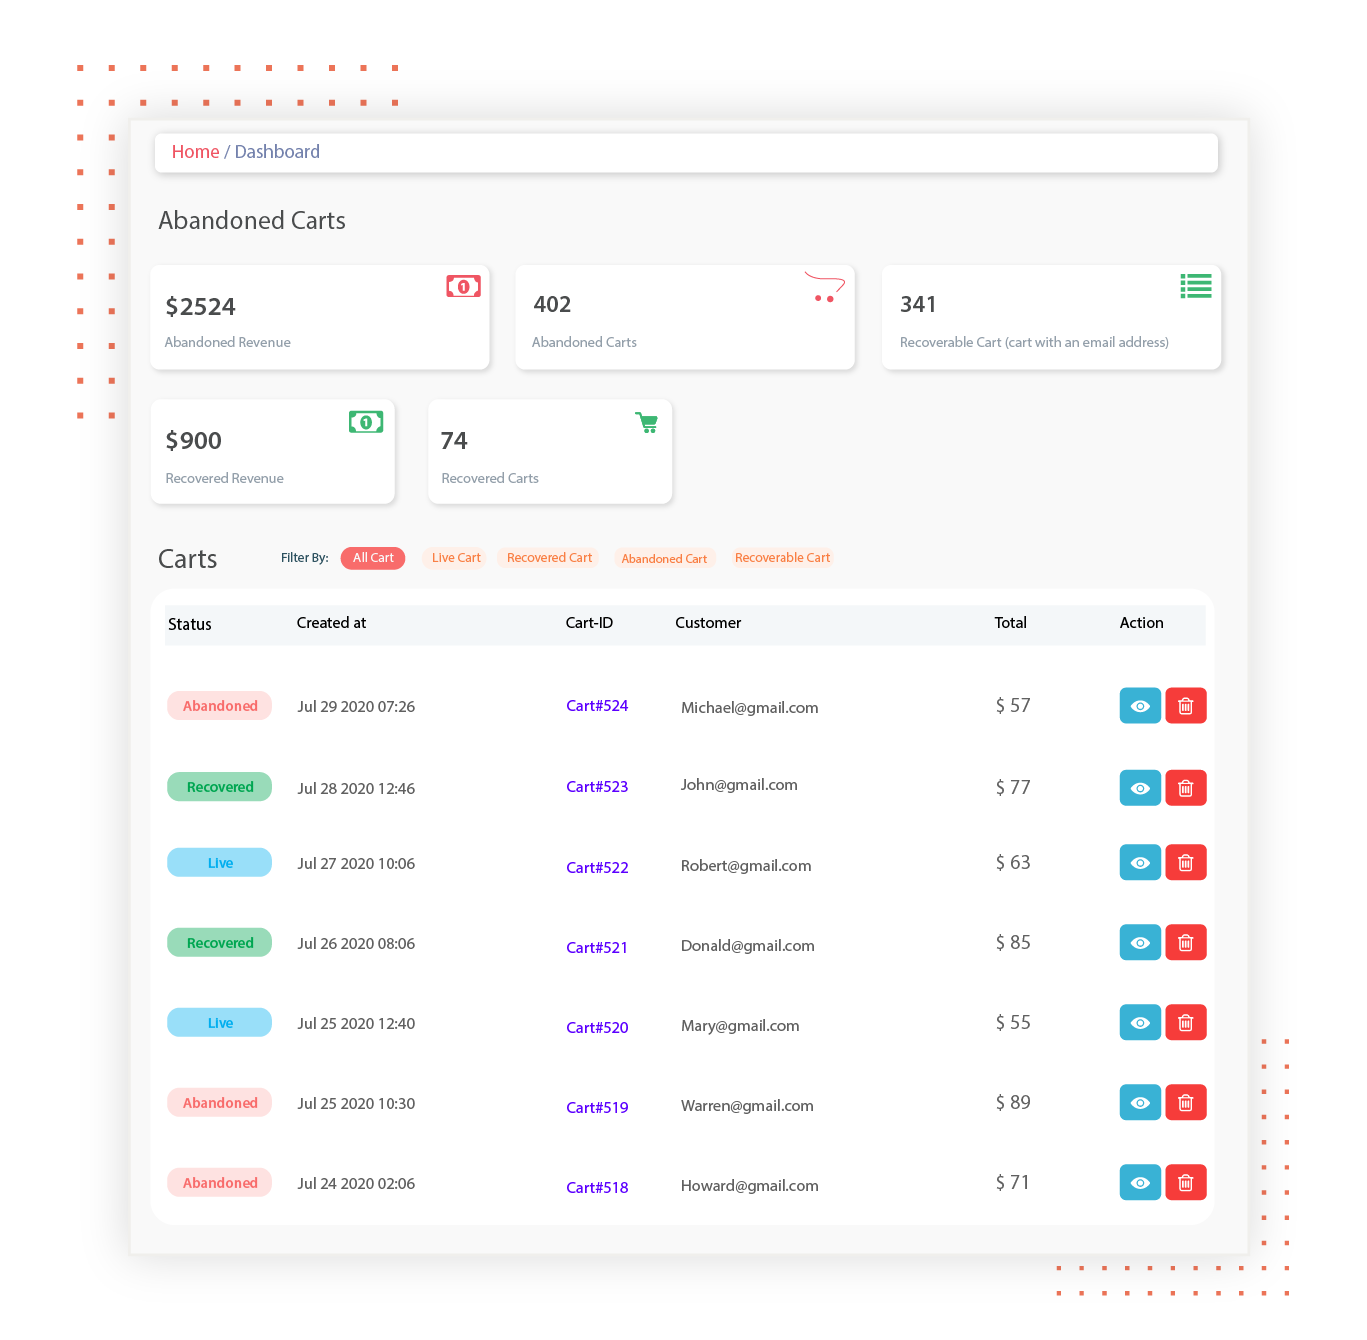 Home / Dashboard
Abandoned Carts
$2524
Abandoned Revenue
402
Abandoned Carts
341
Recoverable Cart (cart with an email address)
$900
Recovered Revenue
74
Recovered Carts
Carts Filter By: All Cart Live Cart Recovered Cart Abandoned Cart Recoverable Cart
Status Created at Cart-ID Customer Total Action
Abandoned Jul 29 2020 07:26 Cart#524 Michael@gmail.com $ 57
Recovered Jul 28 2020 12:46 Cart#523 John@gmail.com $ 77
Live Jul 27 2020 10:06 Cart#522 Robert@gmail.com $ 63
Recovered Jul 26 2020 08:06 Cart#521 Donald@gmail.com $ 85
Live Jul 25 2020 12:40 Cart#520 Mary@gmail.com $ 55
Abandoned Jul 25 2020 10:30 Cart#519 Warren@gmail.com $ 89
Abandoned Jul 24 2020 02:06 Cart#518 Howard@gmail.com $ 71